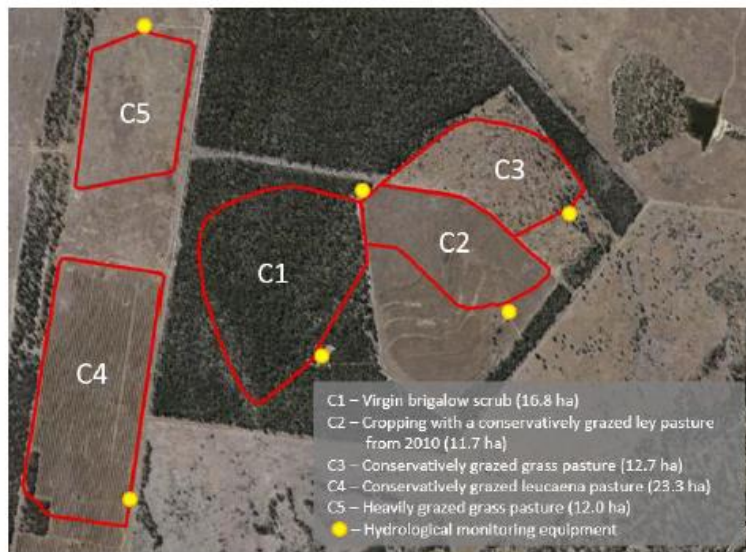 C5
C3
C2
C1
C4
C1 – Virgin brigalow scrub (16.8 ha)
C2 – Cropping with a conservatively grazed ley pasture
from 2010 (11.7 ha)
C3 – Conservatively grazed grass pasture (12.7 ha)
C4 – Conservatively grazed leucaena pasture (23.3 ha)
C5 – Heavily grazed grass pasture (12.0 ha)
– Hydrological monitoring equipment